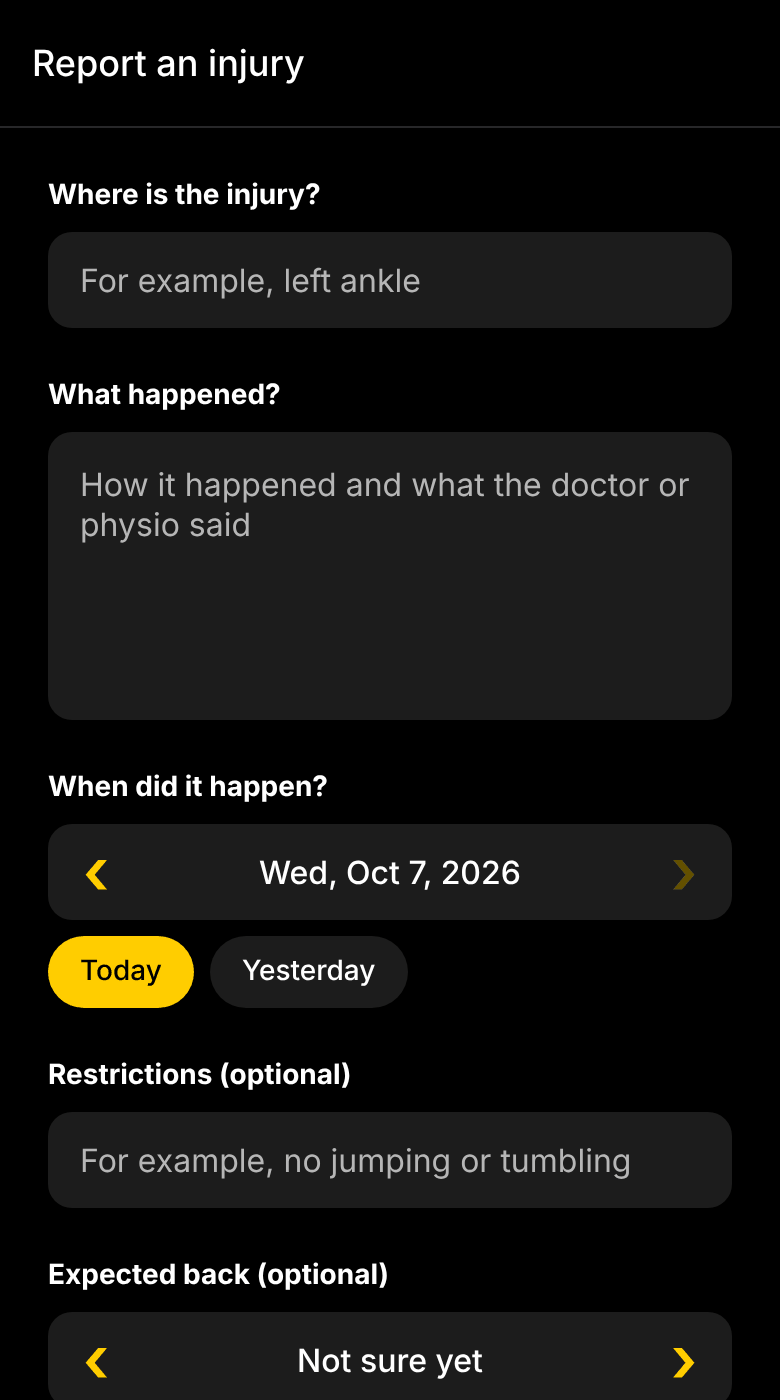 Report an injury
Where is the injury?
For example, left ankle
What happened?
How it happened and what the doctor or
physio said
When did it happen?
Wed, Oct 7, 2026
Today
Yesterday
Restrictions (optional)
For example, no jumping or tumbling
Expected back (optional)
Not sure yet